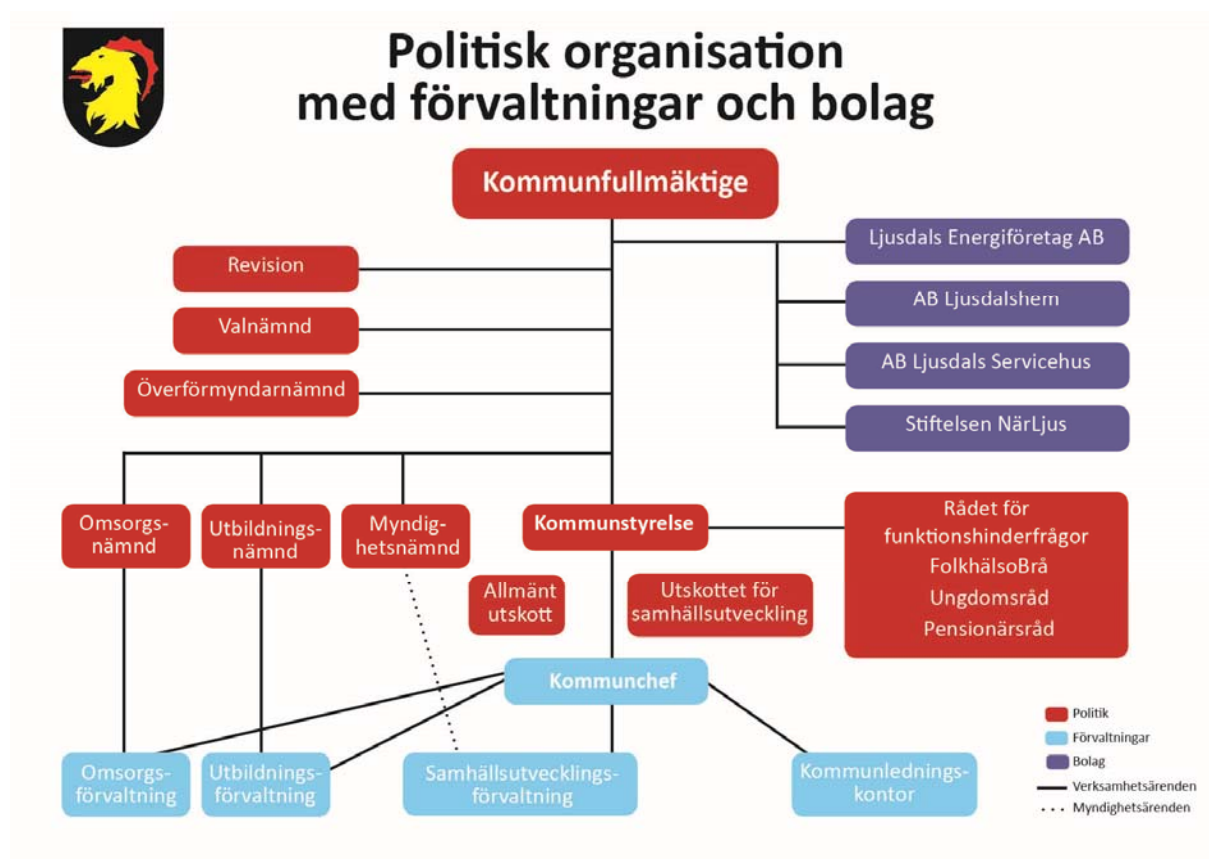 Politisk organisation
med förvaltningar och bolag
Kommunfullmäktige
Ljusdals Energiföretag AB
Revision
AB Ljusdalshem
Valnämnd
AB Ljusdals Servicehus
Överförmyndarnämnd
Stiftelsen NärLjus
Omsorgs-
nämnd
Utbildnings-
nämnd
Myndig-
hetsnämnd
Kommunstyrelse
Rådet för
funktionshinderfrågor
FolkhälsoBrå
Ungdomsråd
Pensionärsråd
Allmänt
utskott
Utskottet för
samhällsutveckling
Kommunchef
Omsorgs-
förvaltning
Utbildnings-
förvaltning
Samhällsutvecklings-
förvaltning
Kommunlednings-
kontor
Politik
Förvaltningar
Bolag
Verksamhetsärenden
Myndighetsärenden